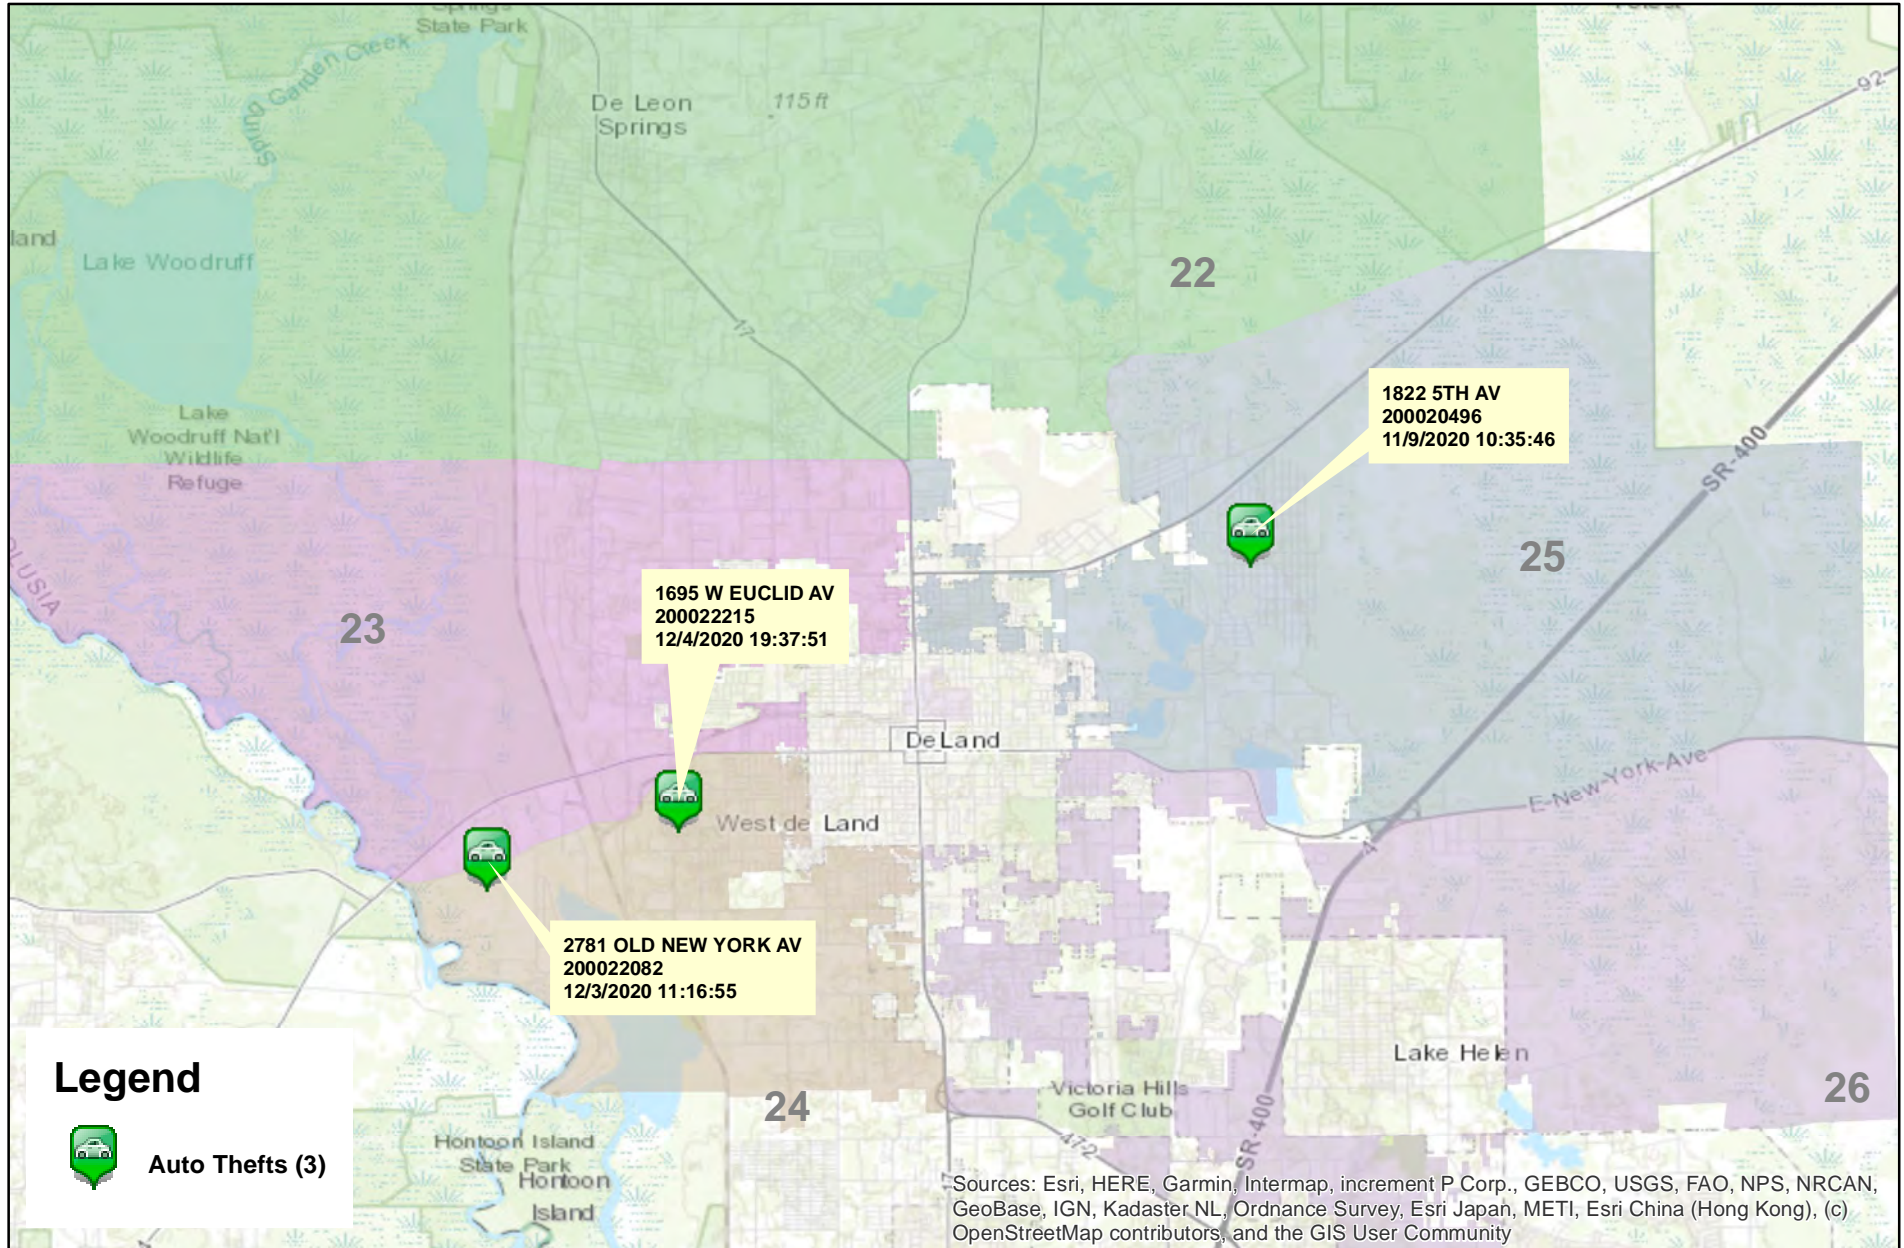 State Park
Spring Garden Creek
De Leon
Springs
115 ft
92
land
Lake Woodruff
22
17
Lake
Woodruff Nat'l
Wildlife
Refuge
1822 5TH AV
200020496
11/9/2020 10:35:46
SR-400
25
OLUSIA
23
1695 W EUCLID AV
200022215
12/4/2020 19:37:51
DeLand
E-New-York-Ave
West de Land
4
2781 OLD NEW YORK AV
200022082
12/3/2020 11:16:55
Lake Helen
26
24
Victoria Hills
Golf Club
472
SR-400
17
Hontoon Island
State Park
Hontoon
Island
Legend
Auto Thefts (3)
4
Sources: Esri, HERE, Garmin, Intermap, increment P Corp., GEBCO, USGS, FAO, NPS, NRCAN,
GeoBase, IGN, Kadaster NL, Ordnance Survey, Esri Japan, METI, Esri China (Hong Kong), (c)
OpenStreetMap contributors, and the GIS User Community